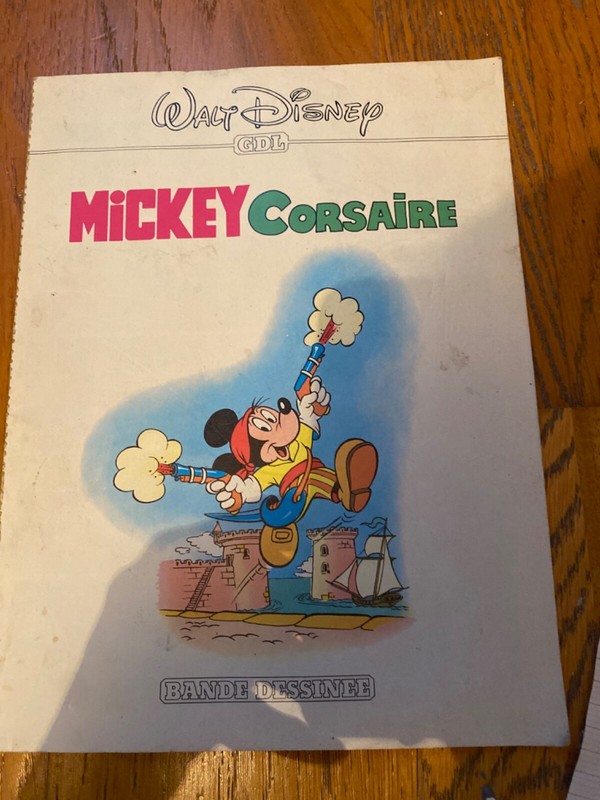 Walt Disney
GDL
MiCKEY CORSAiRE
BANDE DESSINEE